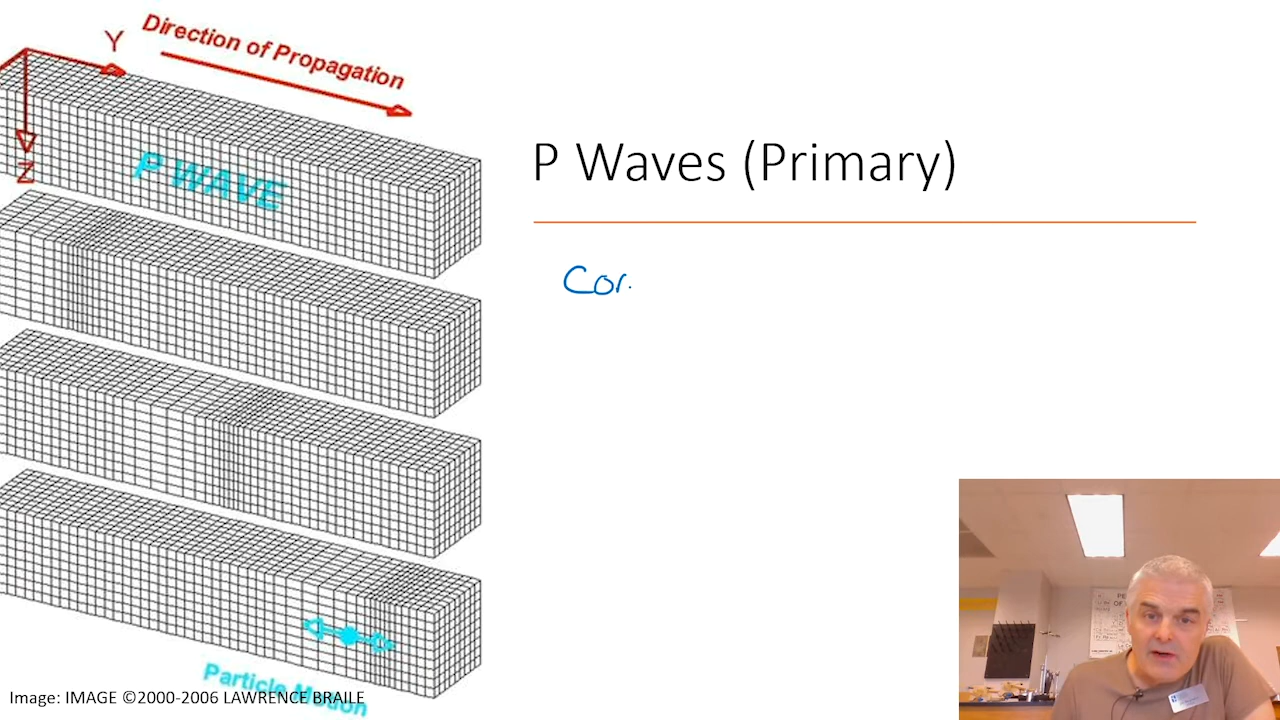 Direction of Propagation
Y
Z
P WAVE
P Waves (Primary)
Cor.
Particle Motion
Image: IMAGE ©2000-2006 LAWRENCE BRAILE